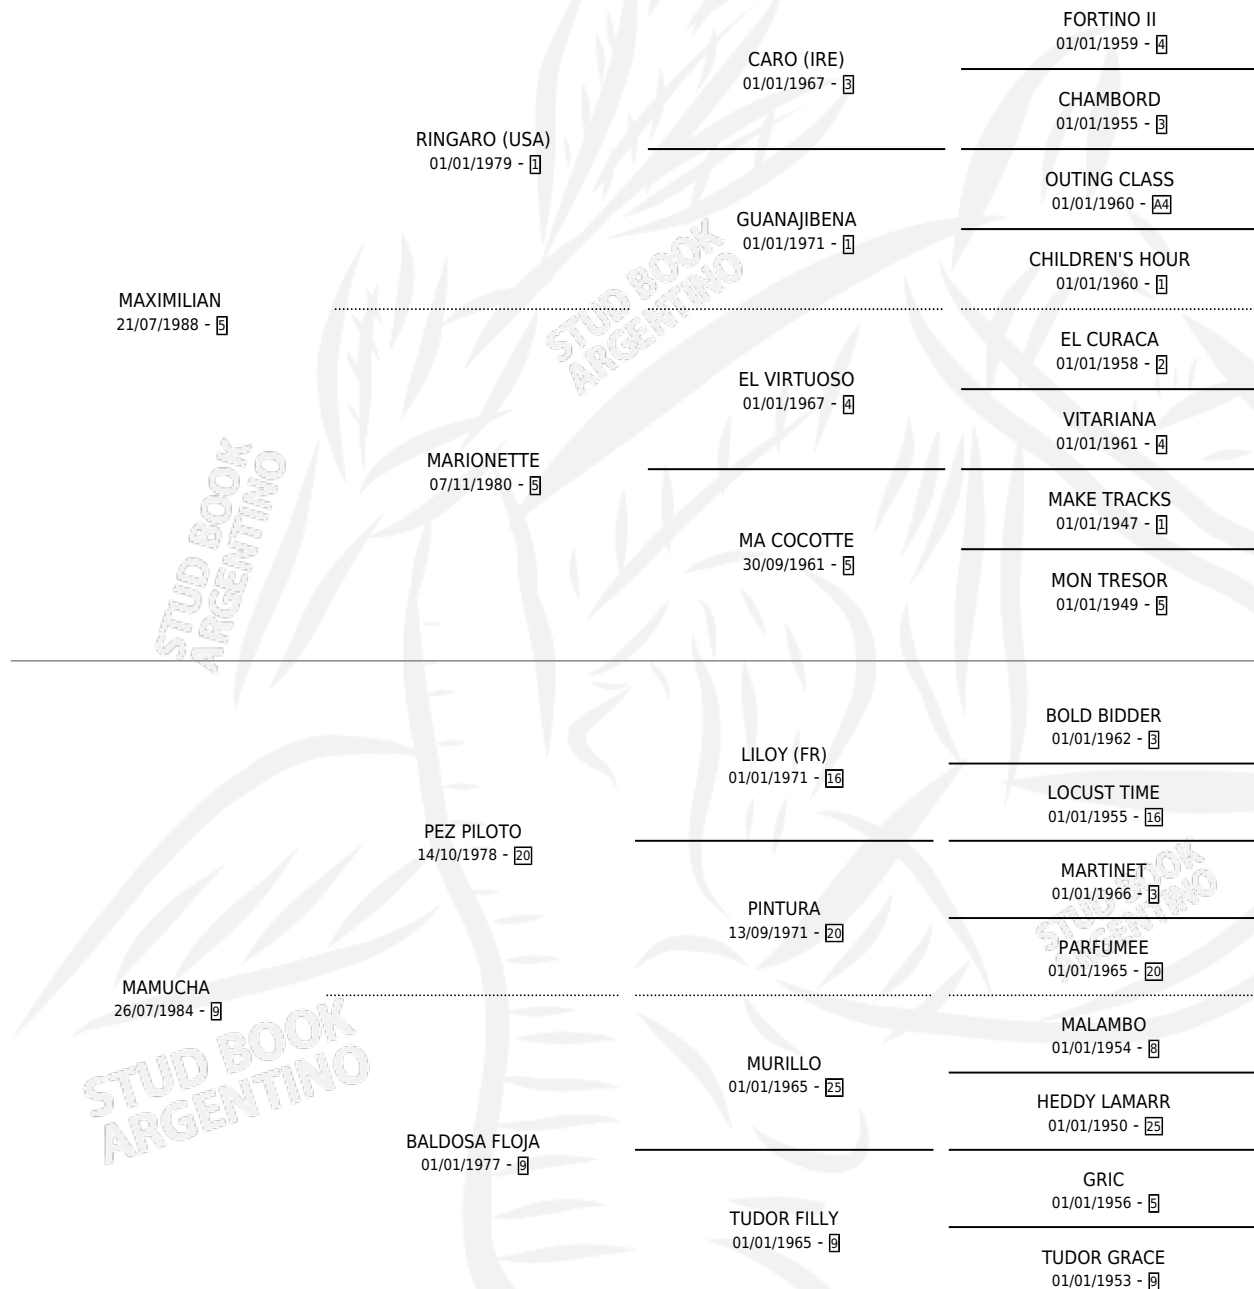 FORTINO II
01/01/1959 - 4
CARO (IRE)
01/01/1967 - 3
CHAMBORD
01/01/1955 - 3
RINGARO (USA)
01/01/1979 - 1
OUTING CLASS
01/01/1960 - A4
GUANAJIBENA
01/01/1971 - 1
CHILDREN'S HOUR
01/01/1960 - 1
MAXIMILIAN
21/07/1988 - 5
EL CURACA
01/01/1958 - 2
EL VIRTUOSO
01/01/1967 - 4
VITARIANA
01/01/1961 - 4
MARIONETTE
07/11/1980 - 5
MAKE TRACKS
01/01/1947 - 1
MA COCOTTE
30/09/1961 - 5
MON TRESOR
01/01/1949 - 5
BOLD BIDDER
01/01/1962 - 3
LILOY (FR)
01/01/1971 - 16
LOCUST TIME
01/01/1955 - 16
PEZ PILOTO
14/10/1978 - 20
MARTINET
01/01/1966 - 3
PINTURA
13/09/1971 - 20
PARFUMEE
01/01/1965 - 20
MAMUCHA
26/07/1984 - 9
MALAMBO
01/01/1954 - 8
MURILLO
01/01/1965 - 25
HEDDY LAMARR
01/01/1950 - 25
BALDOSA FLOJA
01/01/1977 - 9
GRIC
01/01/1956 - 5
TUDOR FILLY
01/01/1965 - 9
TUDOR GRACE
01/01/1953 - 9
STUD BOOK
ARGENTINO
STUD BOOK
ARGENTINO
STUD BOOK
ARGENTINO
STUD BOOK
ARGENTINO